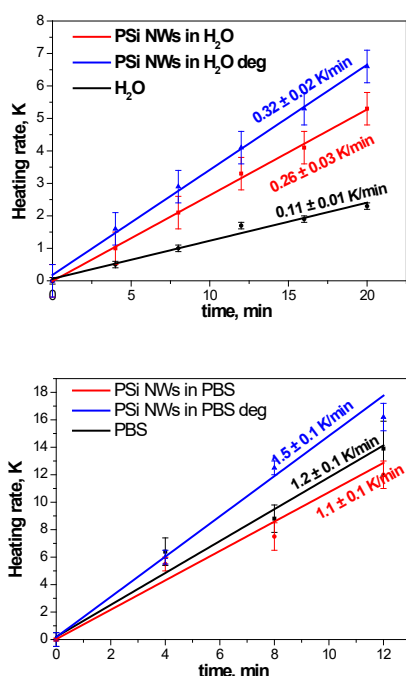 8
7
6
5
4
3
2
1
0
Heating rate, K
PSi NWs in H₂O
PSi NWs in H₂O deg
H₂O
0.32 ± 0.02 K/min
0.26 ± 0.03 K/min
0.11 ± 0.01 K/min
0 5 10 15 20
time, min
18
16
14
12
10
8
6
4
2
0
Heating rate, K
PSi NWs in PBS
PSi NWs in PBS deg
PBS
1.5 ± 0.1 K/min
1.2 ± 0.1 K/min
1.1 ± 0.1 K/min
0 2 4 6 8 10 12
time, min